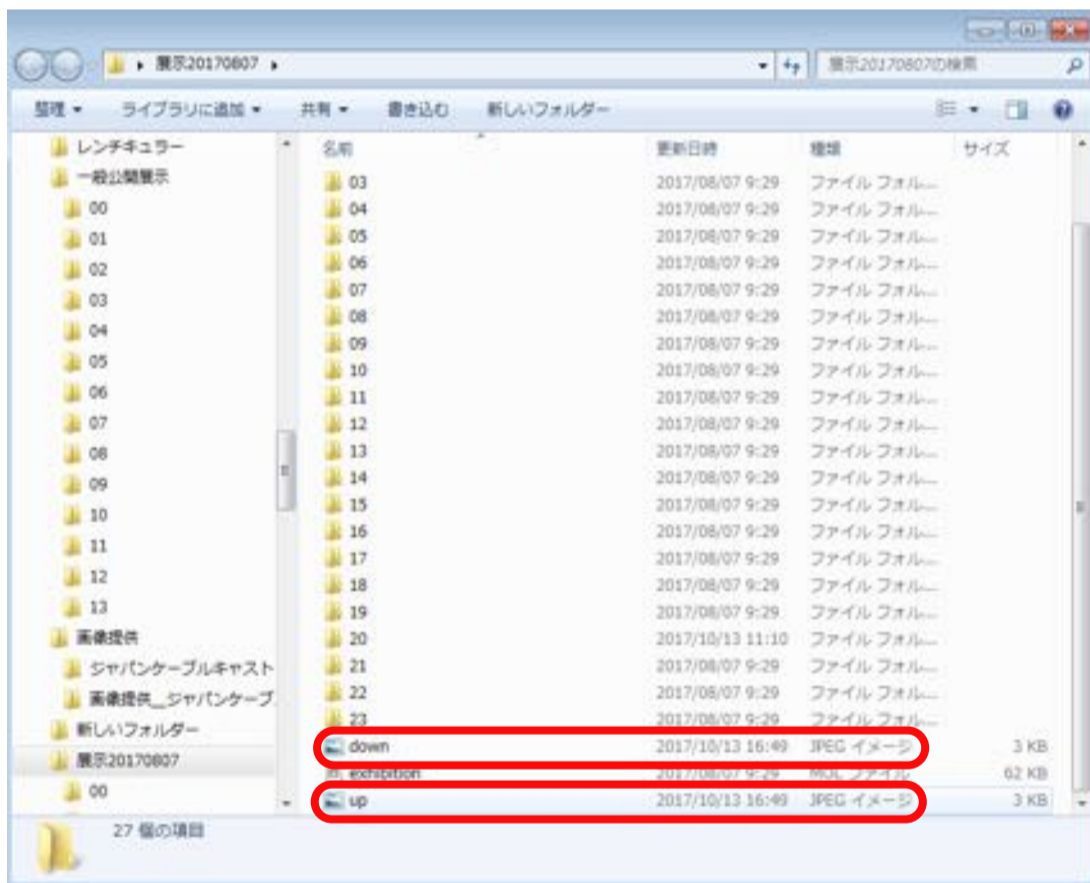 展示20170807
展示20170807の検索
整理 ライブラリに追加 共有 書き込む 新しいフォルダー
レンチキュラー
一般公開展示
00
01
02
03
04
05
06
07
08
09
10
11
12
13
画像提供
ジャパンケーブルキャスト
画像提供__ジャパンケーブ
新しいフォルダー
展示20170807
00
名前 更新日時 種類 サイズ
03 2017/08/07 9:29 ファイル フォル...
04 2017/08/07 9:29 ファイル フォル...
05 2017/08/07 9:29 ファイル フォル...
06 2017/08/07 9:29 ファイル フォル...
07 2017/08/07 9:29 ファイル フォル...
08 2017/08/07 9:29 ファイル フォル...
09 2017/08/07 9:29 ファイル フォル...
10 2017/08/07 9:29 ファイル フォル...
11 2017/08/07 9:29 ファイル フォル...
12 2017/08/07 9:29 ファイル フォル...
13 2017/08/07 9:29 ファイル フォル...
14 2017/08/07 9:29 ファイル フォル...
15 2017/08/07 9:29 ファイル フォル...
16 2017/08/07 9:29 ファイル フォル...
17 2017/08/07 9:29 ファイル フォル...
18 2017/08/07 9:29 ファイル フォル...
19 2017/08/07 9:29 ファイル フォル...
20 2017/10/13 11:10 ファイル フォル...
21 2017/08/07 9:29 ファイル フォル...
22 2017/08/07 9:29 ファイル フォル...
23 2017/08/07 9:29 ファイル フォル...
down 2017/10/13 16:49 JPEG イメージ 3 KB
exhibition 2017/08/07 9:29 MOL ファイル 62 KB
up 2017/10/13 16:49 JPEG イメージ 3 KB
27 個の項目